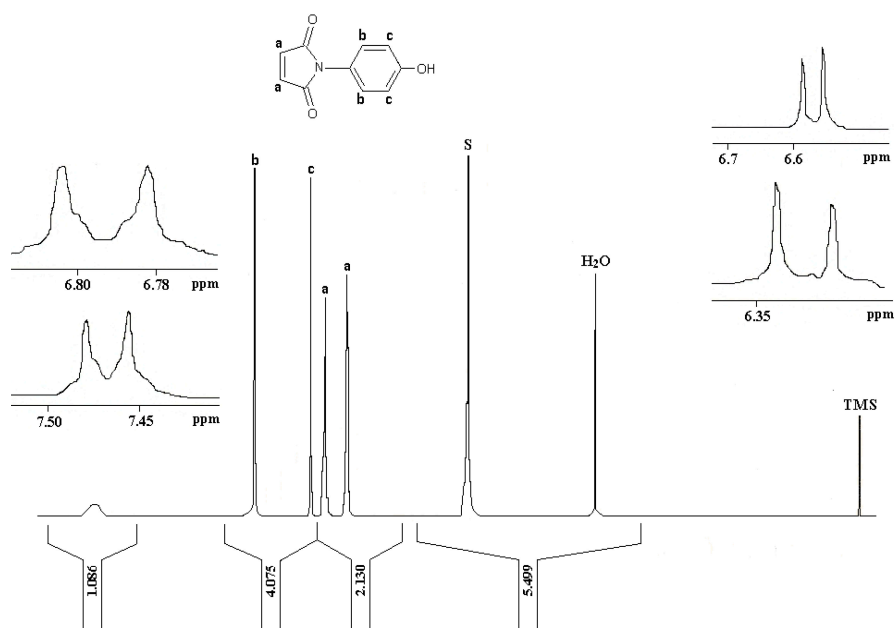 O
b c
a
N OH
a
b c
O
6.7 6.6 ppm
S
b
c
6.80 6.78 ppm
6.35 ppm
H2O
a
a
7.50 7.45 ppm
TMS
1.086
4.075
2.130
5.499